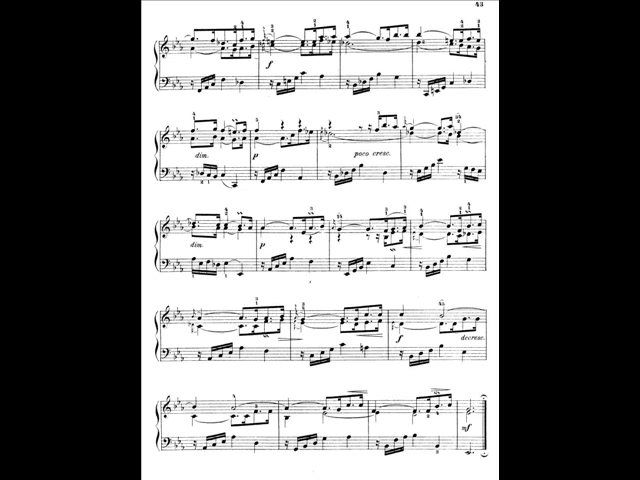 43
f
dim.
p
poco cresc.
dim.
p
f
decresc.
mf